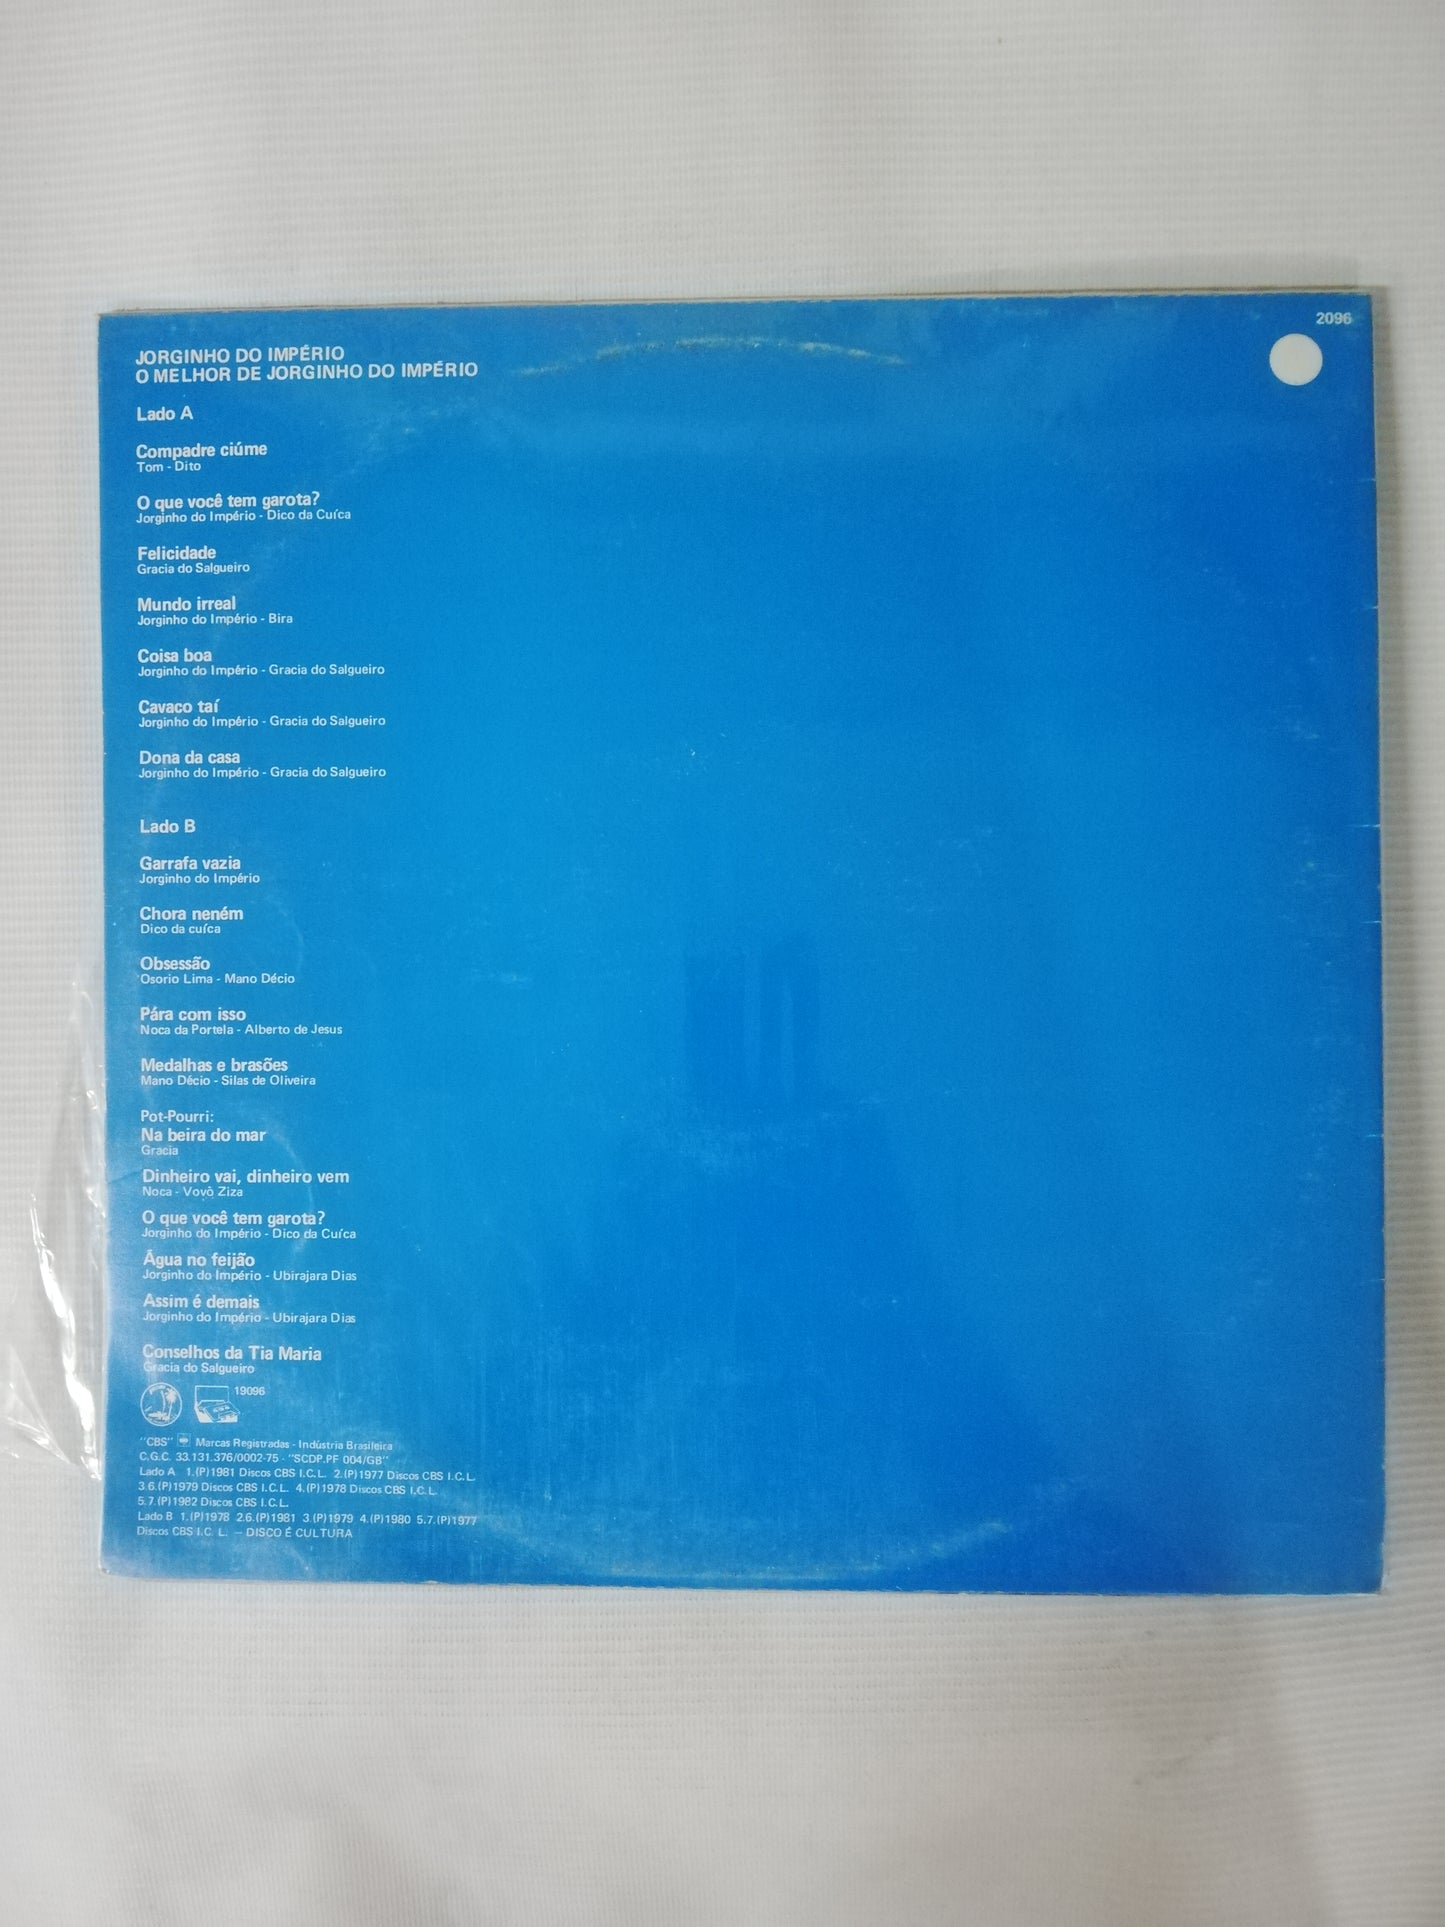 2096
JORGINHO DO IMPÉRIO
O MELHOR DE JORGINHO DO IMPÉRIO
Lado A
Compadre ciúme
Tom - Dito
O que você tem garota?
Jorginho do Império - Dico da Cuíca
Felicidade
Gracia do Salgueiro
Mundo irreal
Jorginho do Império - Bira
Coisa boa
Jorginho do Império - Gracia do Salgueiro
Cavaco taí
Jorginho do Império - Gracia do Salgueiro
Dona da casa
Jorginho do Império - Gracia do Salgueiro
Lado B
Garrafa vazia
Jorginho do Império
Chora neném
Dico da cuíca
Obsessão
Osorio Lima - Mano Décio
Pára com isso
Noca da Portela - Alberto de Jesus
Medalhas e brasões
Mano Décio - Silas de Oliveira
Pot-Pourri:
Na beira do mar
Gracia
Dinheiro vai, dinheiro vem
Noca - Vovò Ziza
O que você tem garota?
Jorginho do Império - Dico da Cuíca
Água no feijão
Jorginho do Império - Ubirajara Dias
Assim é demais
Jorginho do Império - Ubirajara Dias
Conselhos da Tia Maria
Gracia do Salgueiro
19096
"CBS" Marcas Registradas - Indústria Brasileira
C.G.C. 33.131.376/0002-75 - "SCDP.PF 004/GB"
Lado A 1.(P)1981 Discos CBS I.C.L. 2.(P)1977 Discos CBS I.C.L.
3.6.(P)1979 Discos CBS I.C.L. 4.(P)1978 Discos CBS I.C.L.
5.7.(P)1982 Discos CBS I.C.L.
Lado B 1.(P)1978 2.6.(P)1981 3.(P)1979 4.(P)1980 5.7.(P)1977
Discos CBS I.C. L. — DISCO É CULTURA